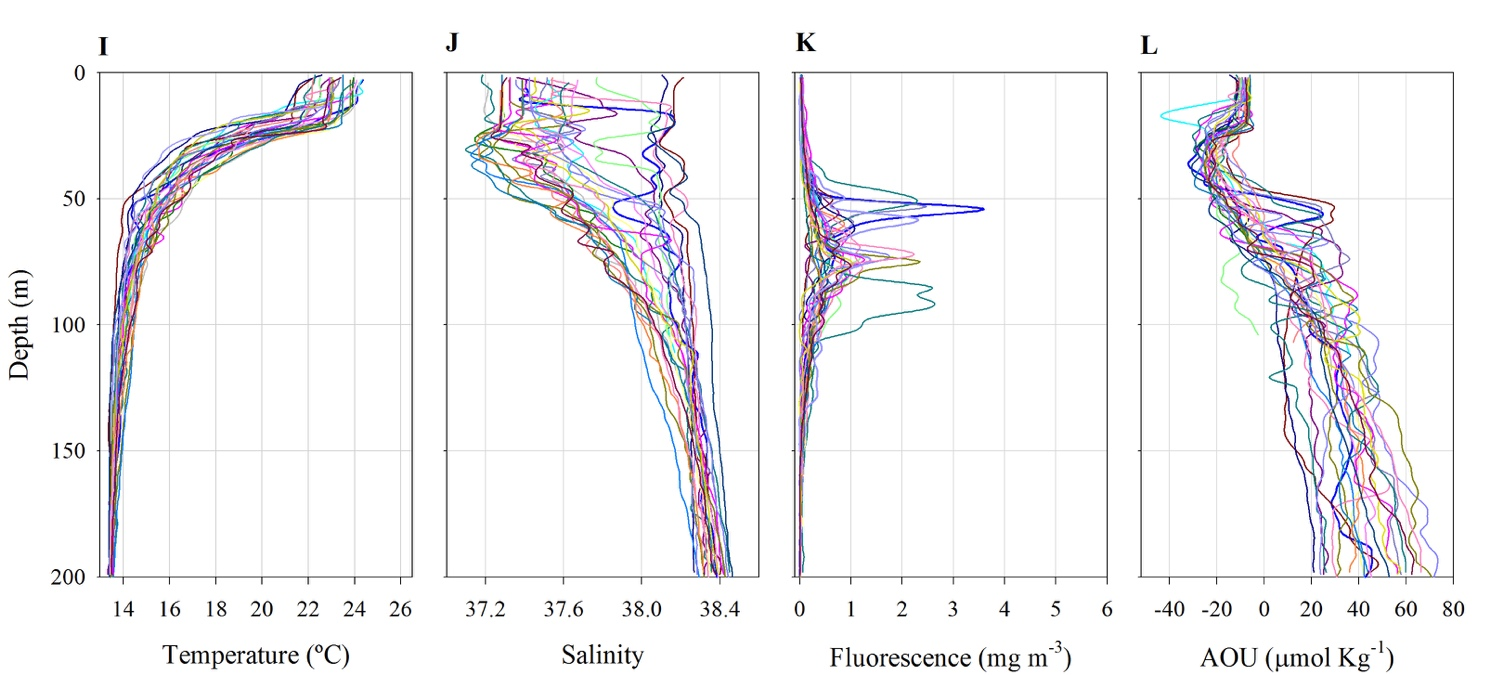 I J K L
0
50
100
150
200
Depth (m)
14 16 18 20 22 24 26
37.2 37.6 38.0 38.4
0 1 2 3 4 5 6
-40 -20 0 20 40 60 80
Temperature (ºC)
Salinity
Fluorescence (mg m⁻³)
AOU (μmol Kg⁻¹)